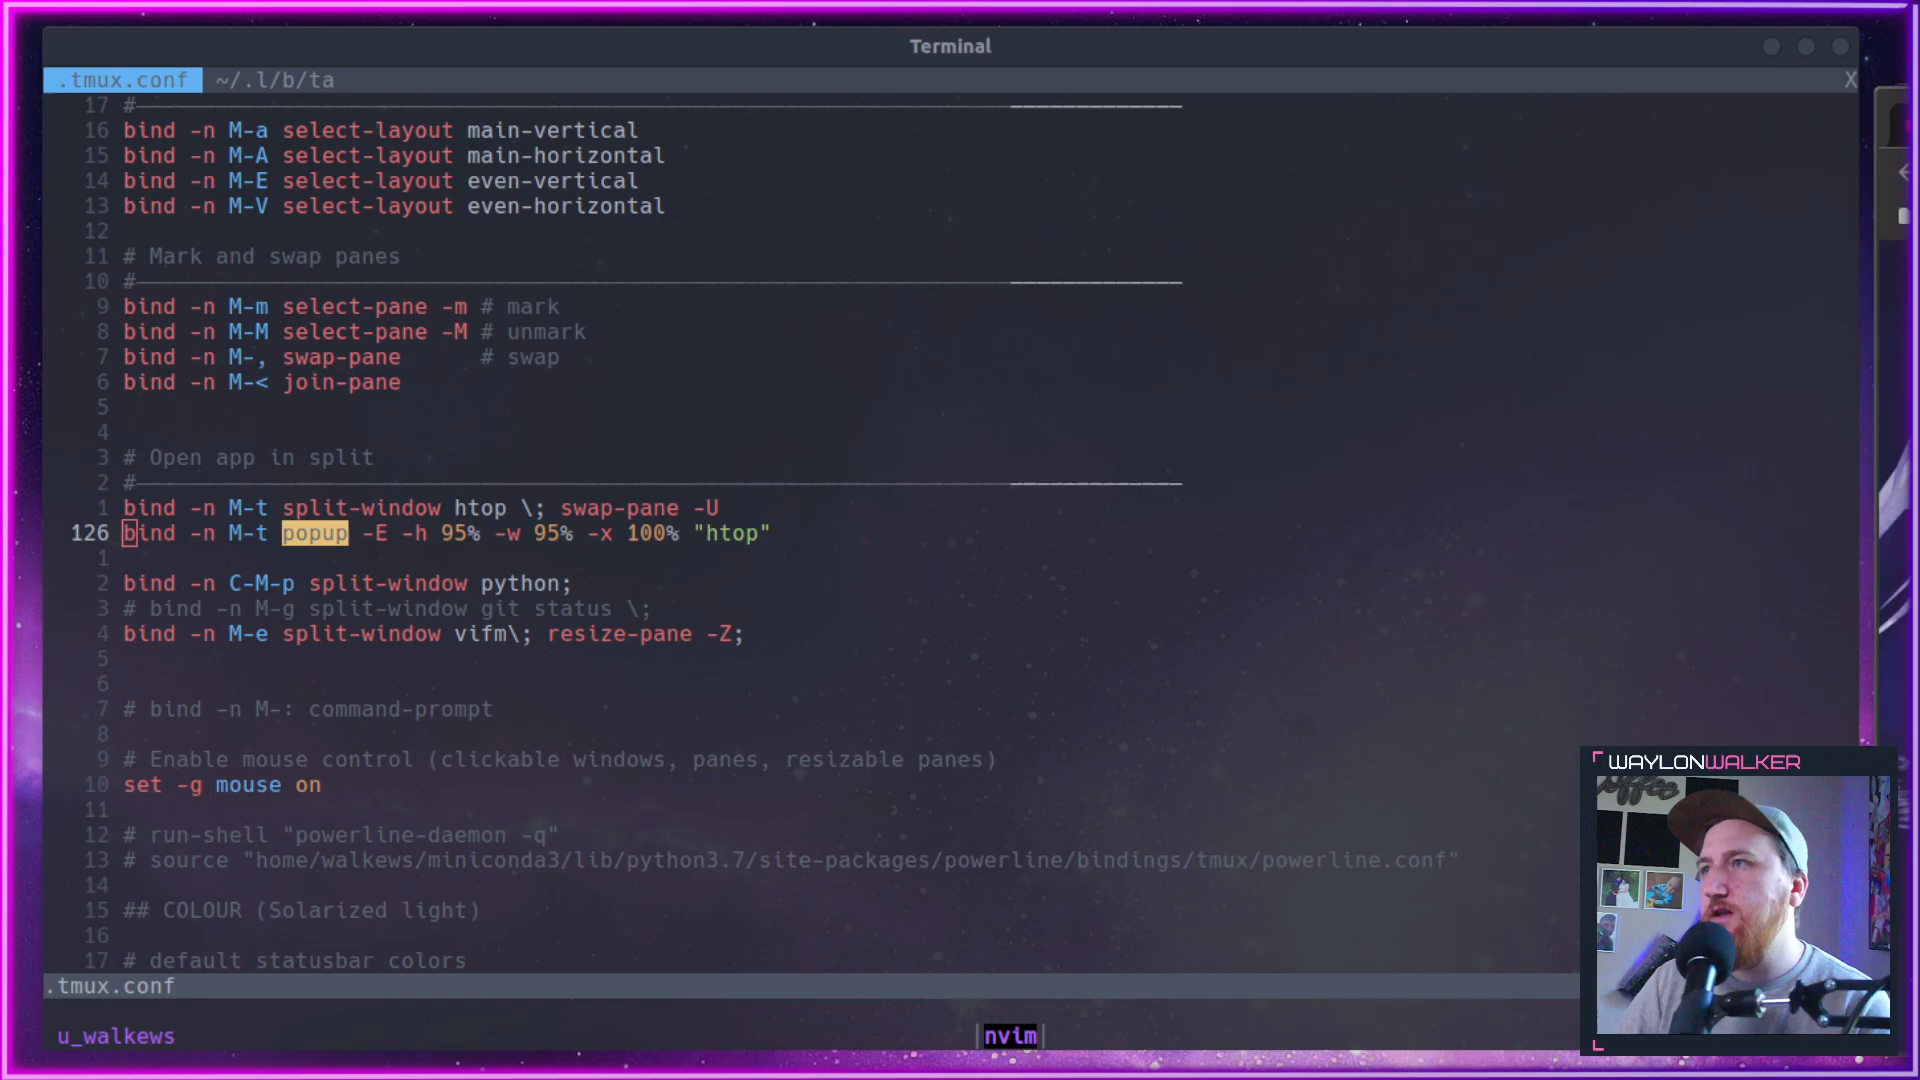 Terminal
.tmux.conf ~/.l/b/ta X
17 #
16 bind -n M-a select-layout main-vertical
15 bind -n M-A select-layout main-horizontal
14 bind -n M-E select-layout even-vertical
13 bind -n M-V select-layout even-horizontal
12
11 # Mark and swap panes
10 #
9 bind -n M-m select-pane -m # mark
8 bind -n M-M select-pane -M # unmark
7 bind -n M-, swap-pane # swap
6 bind -n M-< join-pane
5
4
3 # Open app in split
2 #
1 bind -n M-t split-window htop \; swap-pane -U
126 bind -n M-t popup -E -h 95% -w 95% -x 100% "htop"
1
2 bind -n C-M-p split-window python;
3 # bind -n M-g split-window git status \;
4 bind -n M-e split-window vifm\; resize-pane -Z;
5
6
7 # bind -n M-: command-prompt
8
9 # Enable mouse control (clickable windows, panes, resizable panes)
10 set -g mouse on
11
12 # run-shell "powerline-daemon -q"
13 # source "home/walkews/miniconda3/lib/python3.7/site-packages/powerline/bindings/tmux/powerline.conf"
14
15 ## COLOUR (Solarized light)
16
17 # default statusbar colors
.tmux.conf
u_walkews |nvim|
WAYLONWALKER